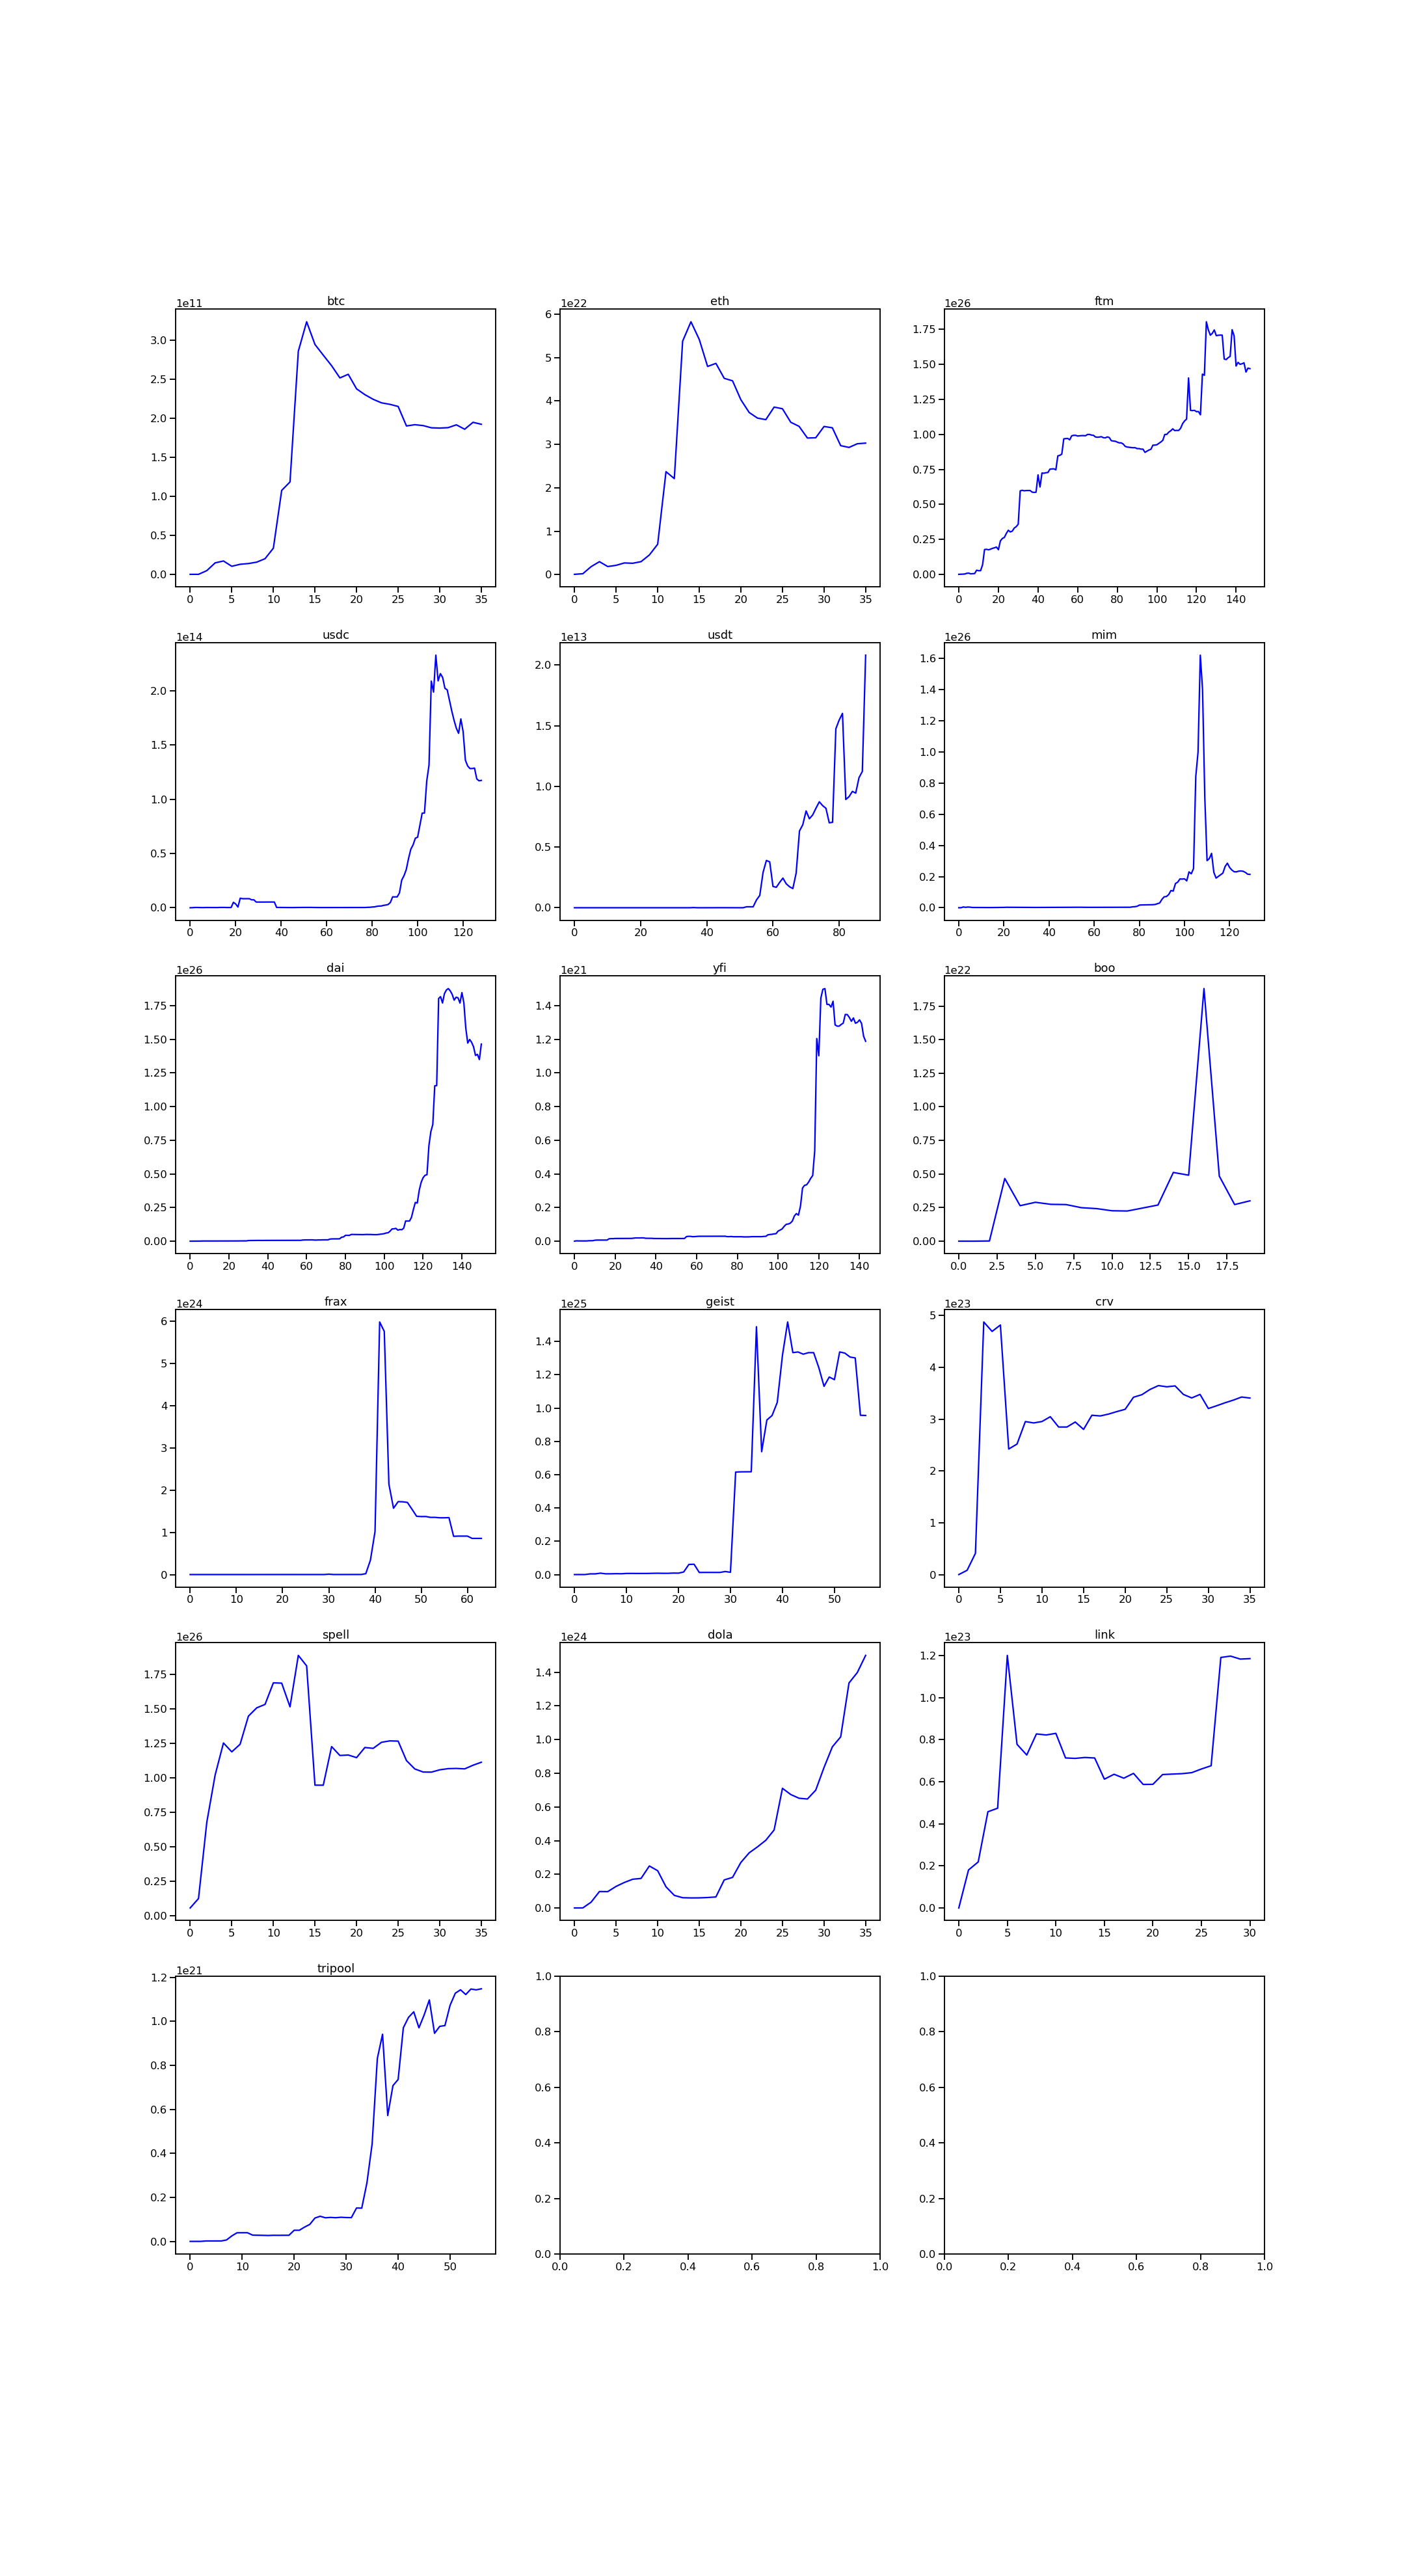 1e11 btc 1e22 eth 1e26 ftm
3.0 2.5 2.0 1.5 1.0 0.5 0.0
6 5 4 3 2 1 0
1.75 1.50 1.25 1.00 0.75 0.50 0.25 0.00
0 5 10 15 20 25 30 35
0 5 10 15 20 25 30 35
0 20 40 60 80 100 120 140
1e14 usdc 1e13 usdt 1e26 mim
2.0 1.5 1.0 0.5 0.0
2.0 1.5 1.0 0.5 0.0
1.6 1.4 1.2 1.0 0.8 0.6 0.4 0.2 0.0
0 20 40 60 80 100 120
0 20 40 60 80
0 20 40 60 80 100 120
1e26 dai 1e21 yfi 1e22 boo
1.75 1.50 1.25 1.00 0.75 0.50 0.25 0.00
1.4 1.2 1.0 0.8 0.6 0.4 0.2 0.0
1.75 1.50 1.25 1.00 0.75 0.50 0.25 0.00
0 20 40 60 80 100 120 140
0 20 40 60 80 100 120 140
0.0 2.5 5.0 7.5 10.0 12.5 15.0 17.5
1e24 frax 1e25 geist 1e23 crv
6 5 4 3 2 1 0
1.4 1.2 1.0 0.8 0.6 0.4 0.2 0.0
5 4 3 2 1 0
0 10 20 30 40 50 60
0 10 20 30 40 50
0 5 10 15 20 25 30 35
1e26 spell 1e24 dola 1e23 link
1.75 1.50 1.25 1.00 0.75 0.50 0.25 0.00
1.4 1.2 1.0 0.8 0.6 0.4 0.2 0.0
1.2 1.0 0.8 0.6 0.4 0.2 0.0
0 5 10 15 20 25 30 35
0 5 10 15 20 25 30 35
0 5 10 15 20 25 30
1e21 tripool
1.2 1.0 0.8 0.6 0.4 0.2 0.0
1.0 0.8 0.6 0.4 0.2 0.0
1.0 0.8 0.6 0.4 0.2 0.0
0 10 20 30 40 50
0.0 0.2 0.4 0.6 0.8 1.0
0.0 0.2 0.4 0.6 0.8 1.0